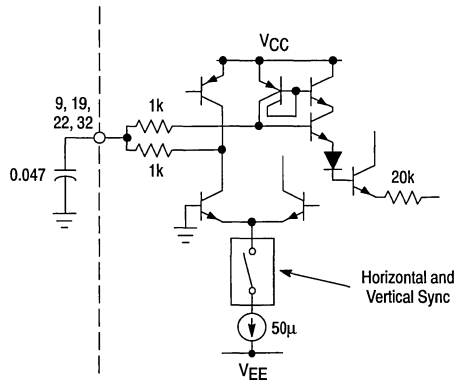 VCC
9, 19,
22, 32
1k
1k
0.047
20k
Horizontal and
Vertical Sync
50µ
VEE